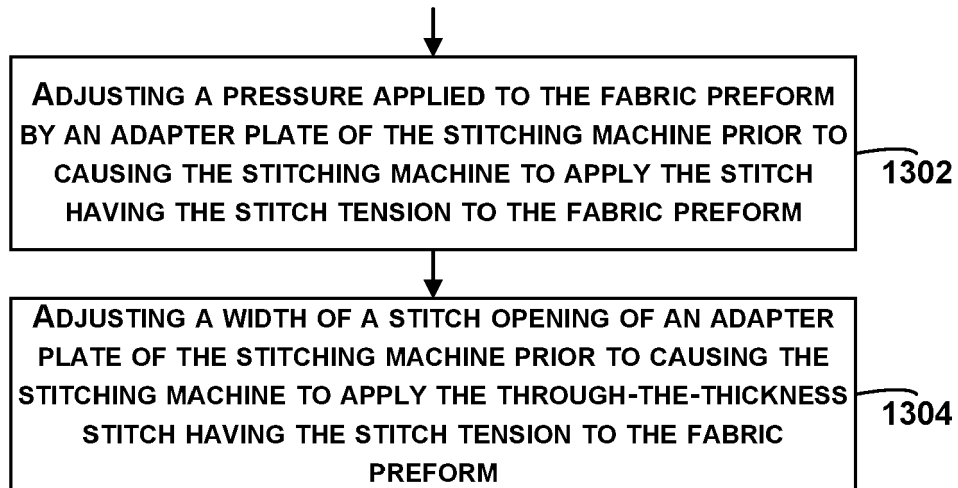 ADJUSTING A PRESSURE APPLIED TO THE FABRIC PREFORM
BY AN ADAPTER PLATE OF THE STITCHING MACHINE PRIOR TO
CAUSING THE STITCHING MACHINE TO APPLY THE STITCH
HAVING THE STITCH TENSION TO THE FABRIC PREFORM
1302
ADJUSTING A WIDTH OF A STITCH OPENING OF AN ADAPTER
PLATE OF THE STITCHING MACHINE PRIOR TO CAUSING THE
STITCHING MACHINE TO APPLY THE THROUGH-THE-THICKNESS
STITCH HAVING THE STITCH TENSION TO THE FABRIC
PREFORM
1304